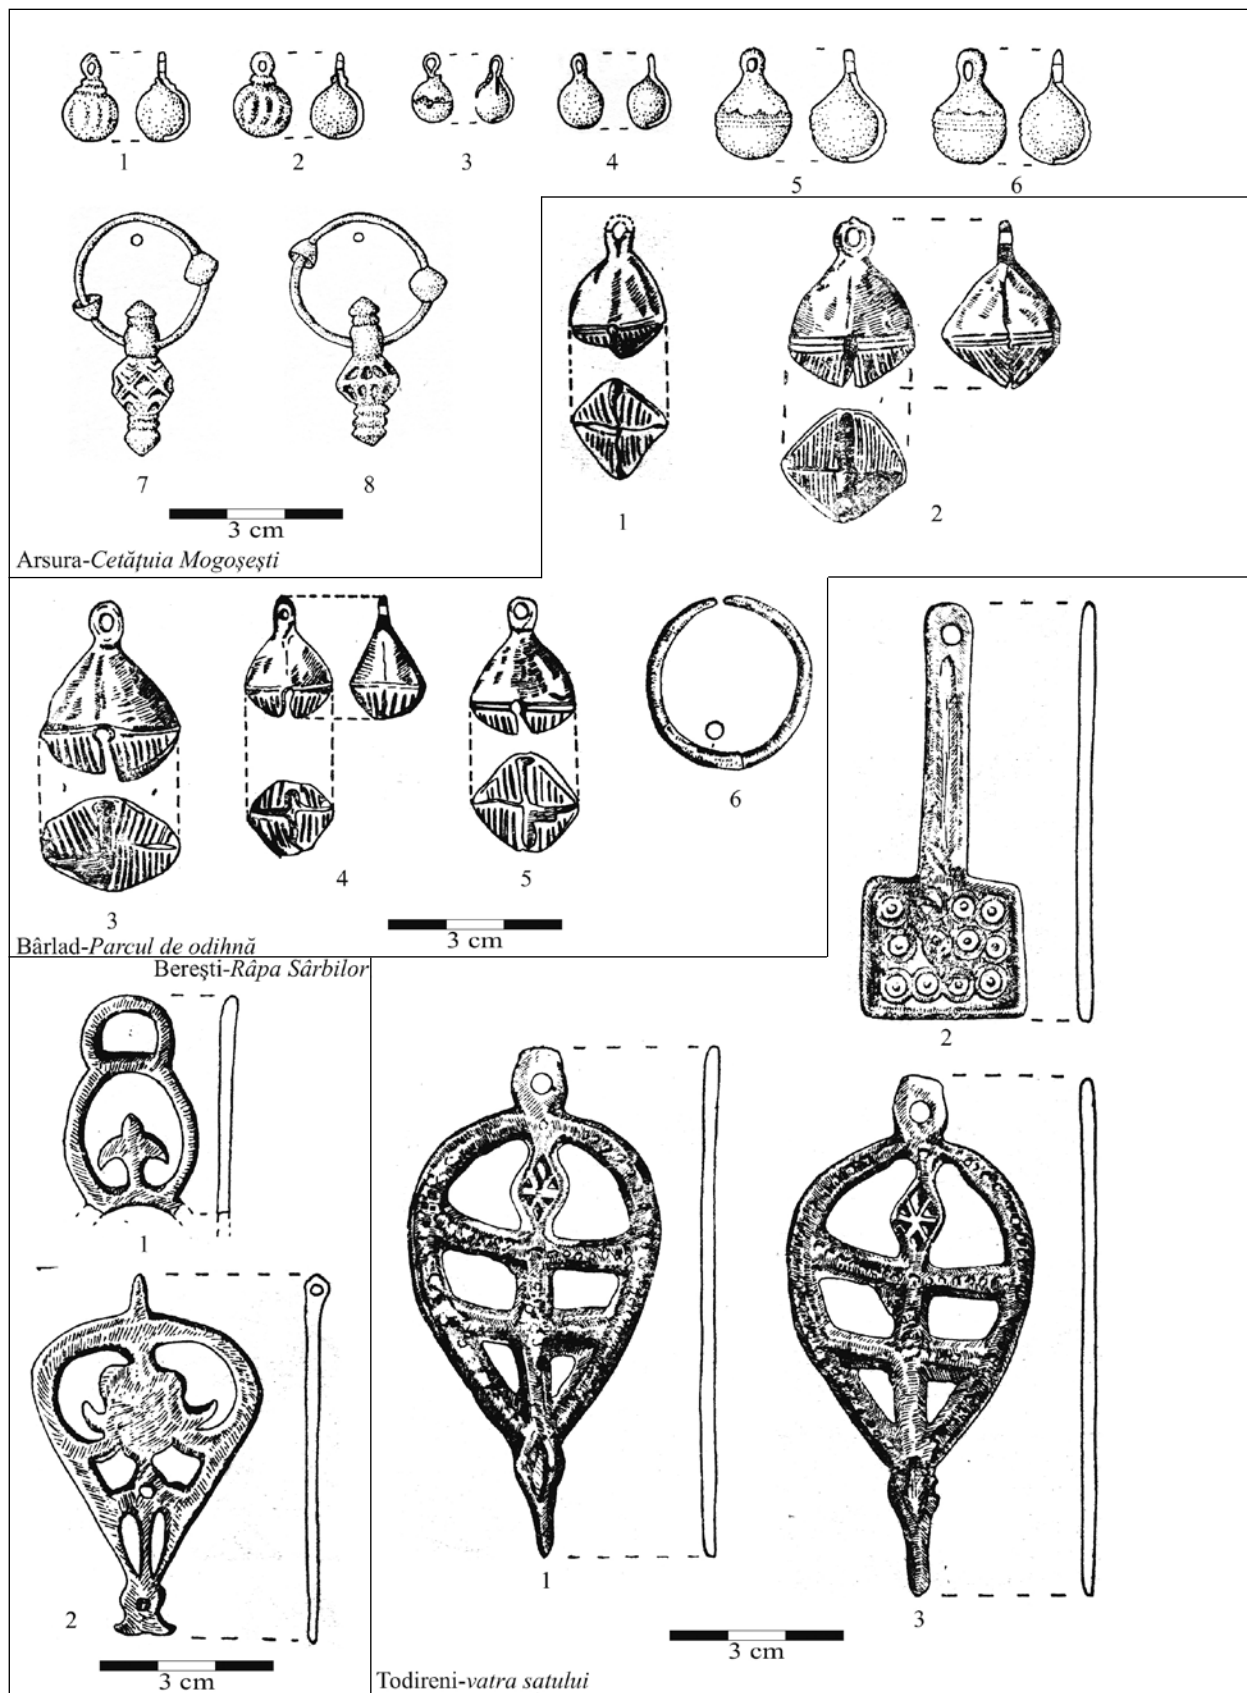 1 2 3 4 5 6
7 8
3 cm
Arsura-Cetățuia Mogoșești
1 2
3 4 5 6
3 cm
Bârlad-Parcul de odihnă
Berești-Râpa Sârbilor
1
2
3 cm
2
1 3
3 cm
Todireni-vatra satului